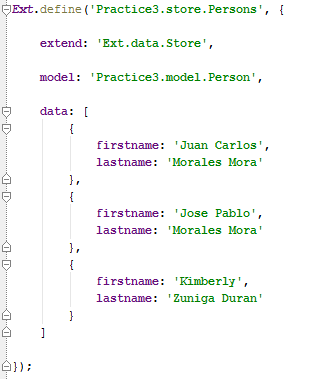 Ext.define('Practice3.store.Persons', {
extend: 'Ext.data.Store',
model: 'Practice3.model.Person',
data: [
{
firstname: 'Juan Carlos',
lastname: 'Morales Mora'
},
{
firstname: 'Jose Pablo',
lastname: 'Morales Mora'
},
{
firstname: 'Kimberly',
lastname: 'Zuniga Duran'
}
]
});